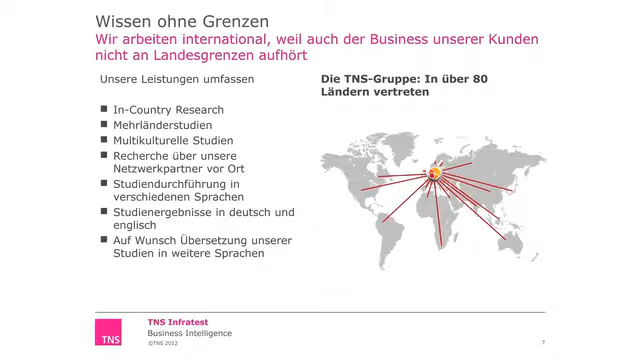 Wissen ohne Grenzen
Wir arbeiten international, weil auch der Business unserer Kunden
nicht an Landesgrenzen aufhört
Unsere Leistungen umfassen
In-Country Research
Mehrländerstudien
Multikulturelle Studien
Recherche über unsere
Netzwerkpartner vor Ort
Studiendurchführung in
verschiedenen Sprachen
Studienergebnisse in deutsch und
englisch
Auf Wunsch Übersetzung unserer
Studien in weitere Sprachen
Die TNS-Gruppe: In über 80
Ländern vertreten
TNS
TNS Infratest
Business Intelligence
©TNS 2012